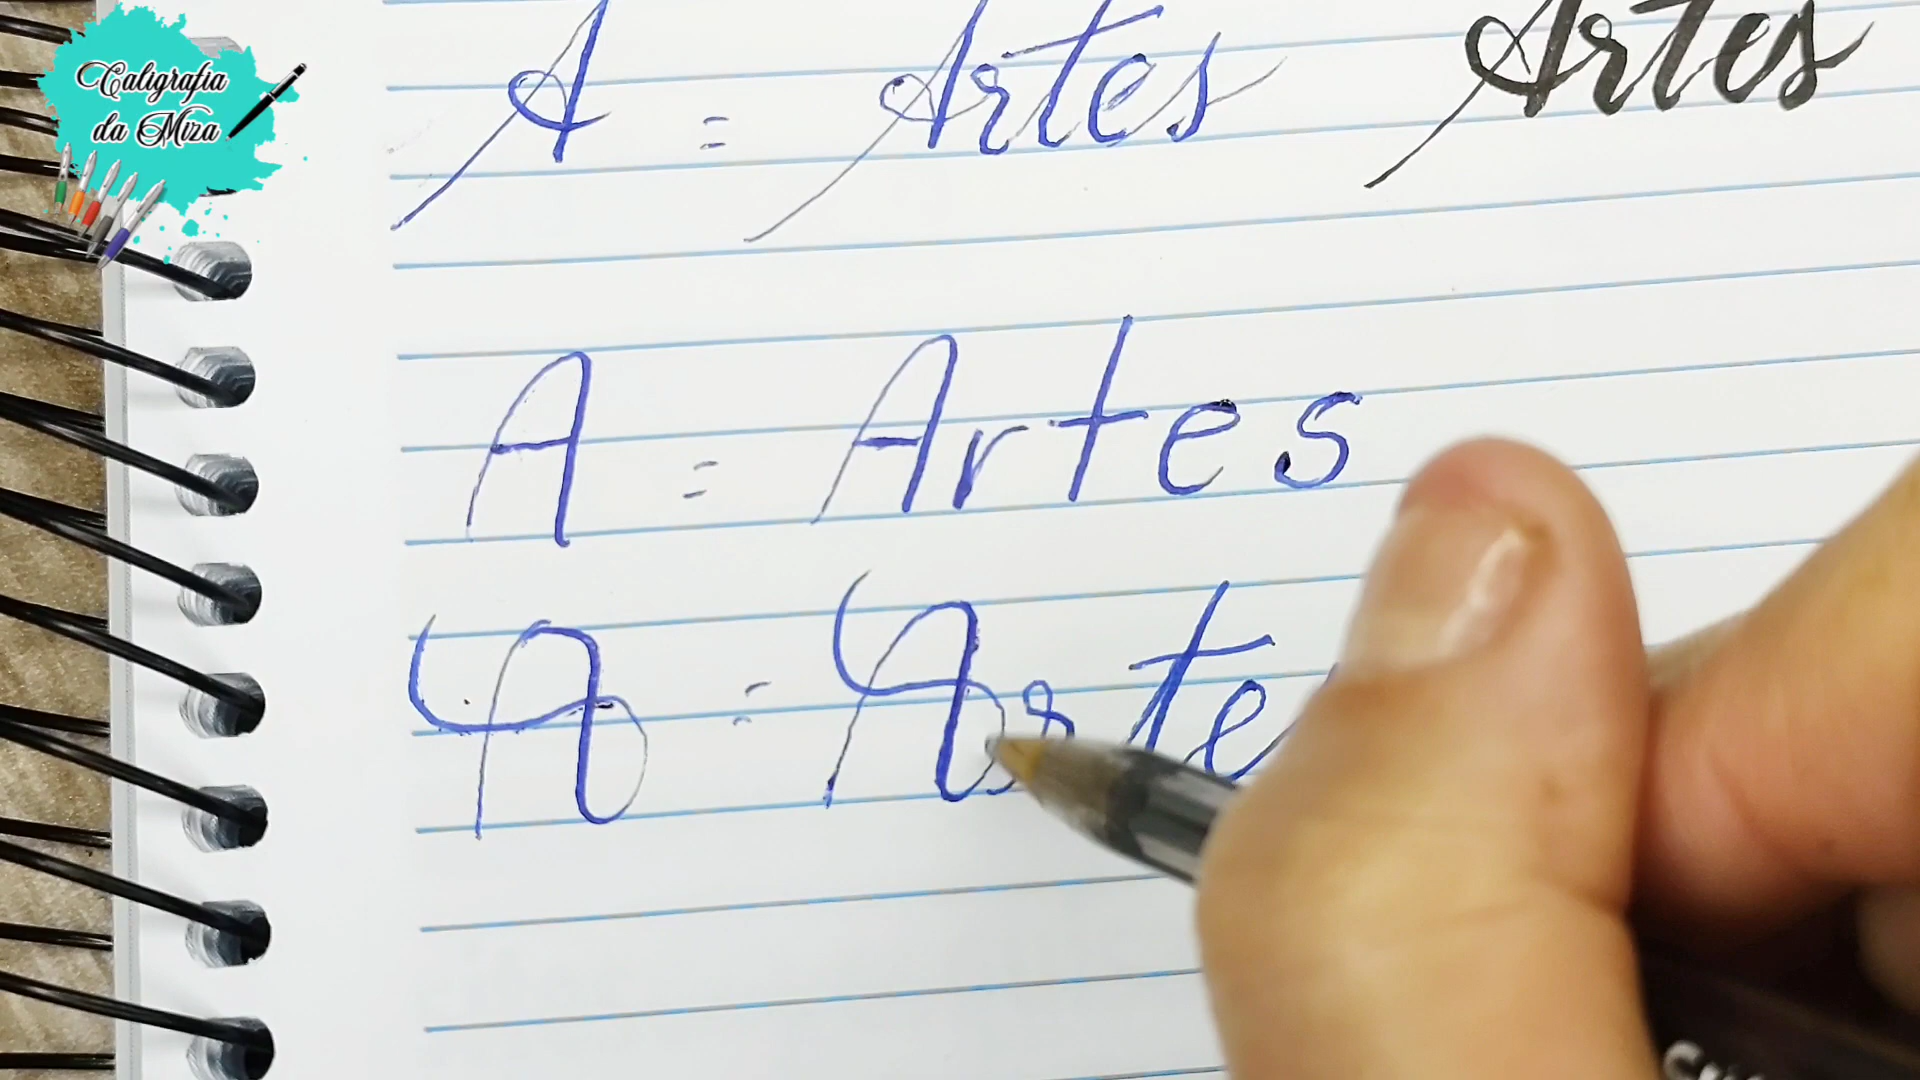 Caligrafia
da Miza
A = Artes Artes
A = Artes
A = Arte